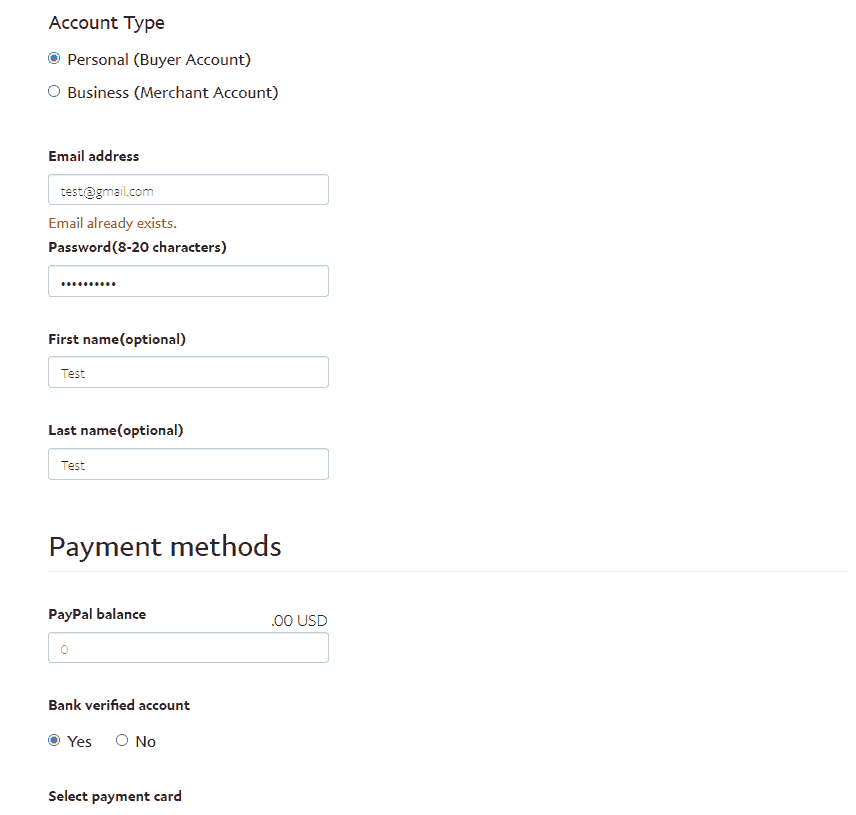 Account Type
Personal (Buyer Account)
Business (Merchant Account)
Email address
test@gmail.com
Email already exists.
Password(8-20 characters)
••••••••••
First name(optional)
Test
Last name(optional)
Test
Payment methods
PayPal balance .00 USD
0
Bank verified account
Yes No
Select payment card